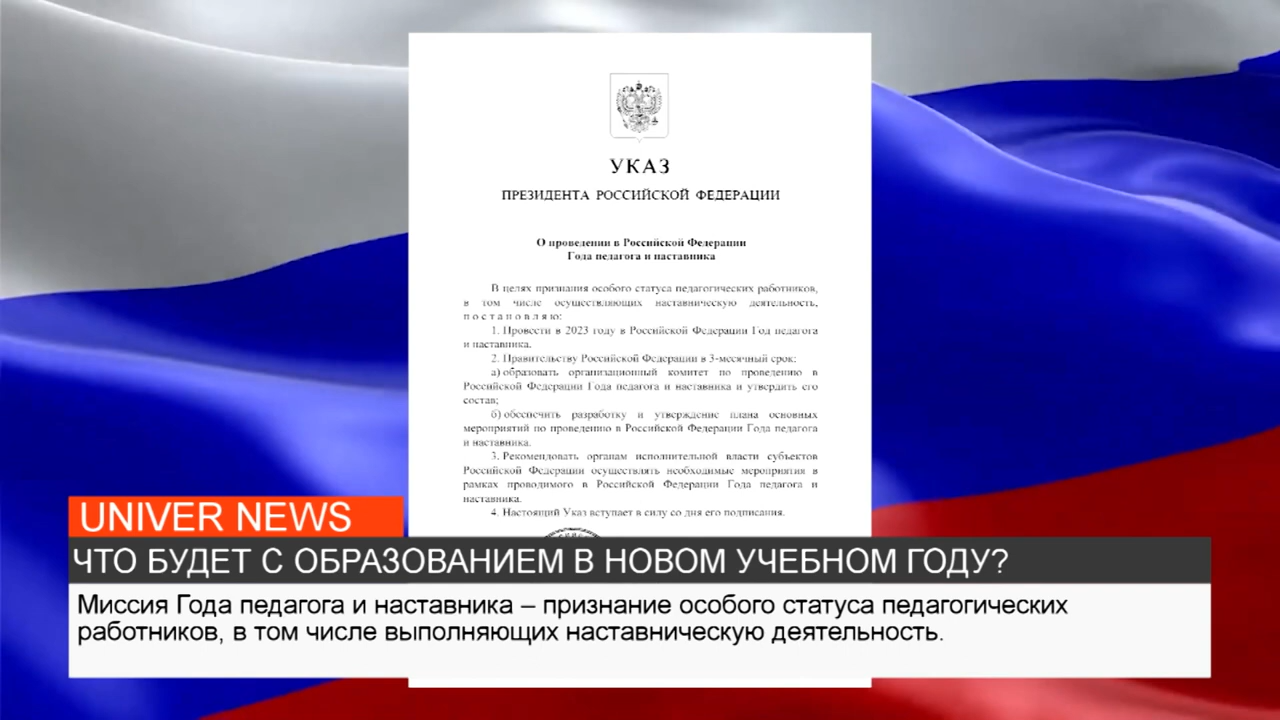 УКАЗ
ПРЕЗИДЕНТА РОССИЙСКОЙ ФЕДЕРАЦИИ
О проведении в Российской Федерации
Года педагога и наставника
В целях признания особого статуса педагогических работников,
в том числе осуществляющих наставническую деятельность,
п о с т а н о в л я ю:
1. Провести в 2023 году в Российской Федерации Год педагога
и наставника.
2. Правительству Российской Федерации в 3-месячный срок:
а) образовать организационный комитет по проведению в
Российской Федерации Года педагога и наставника и утвердить его
состав;
б) обеспечить разработку и утверждение плана основных
мероприятий по проведению в Российской Федерации Года педагога
и наставника.
3. Рекомендовать органам исполнительной власти субъектов
Российской Федерации осуществлять необходимые мероприятия в
рамках проводимого в Российской Федерации Года педагога и
наставника.
4. Настоящий Указ вступает в силу со дня его подписания.
UNIVER NEWS
ЧТО БУДЕТ С ОБРАЗОВАНИЕМ В НОВОМ УЧЕБНОМ ГОДУ?
Миссия Года педагога и наставника – признание особого статуса педагогических
работников, в том числе выполняющих наставническую деятельность.